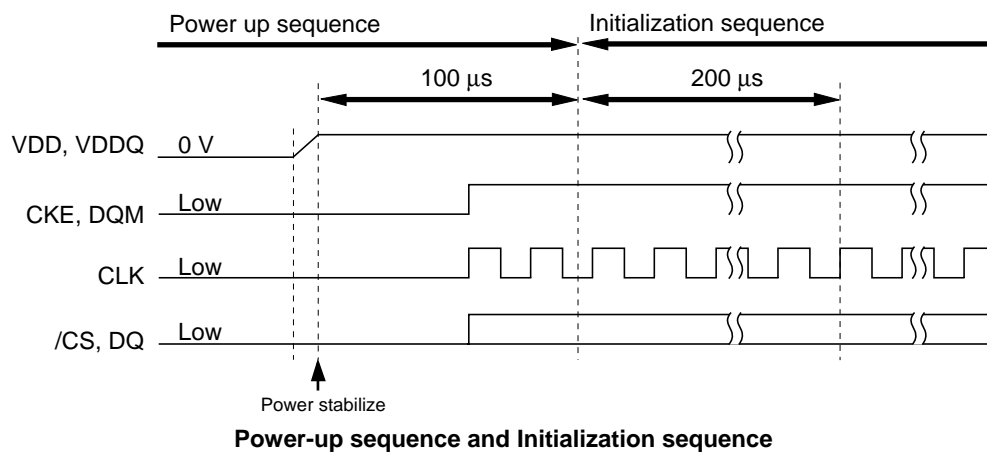 Power up sequence Initialization sequence
100 μs 200 μs
VDD, VDDQ 0 V
CKE, DQM Low
CLK Low
/CS, DQ Low
Power stabilize
Power-up sequence and Initialization sequence